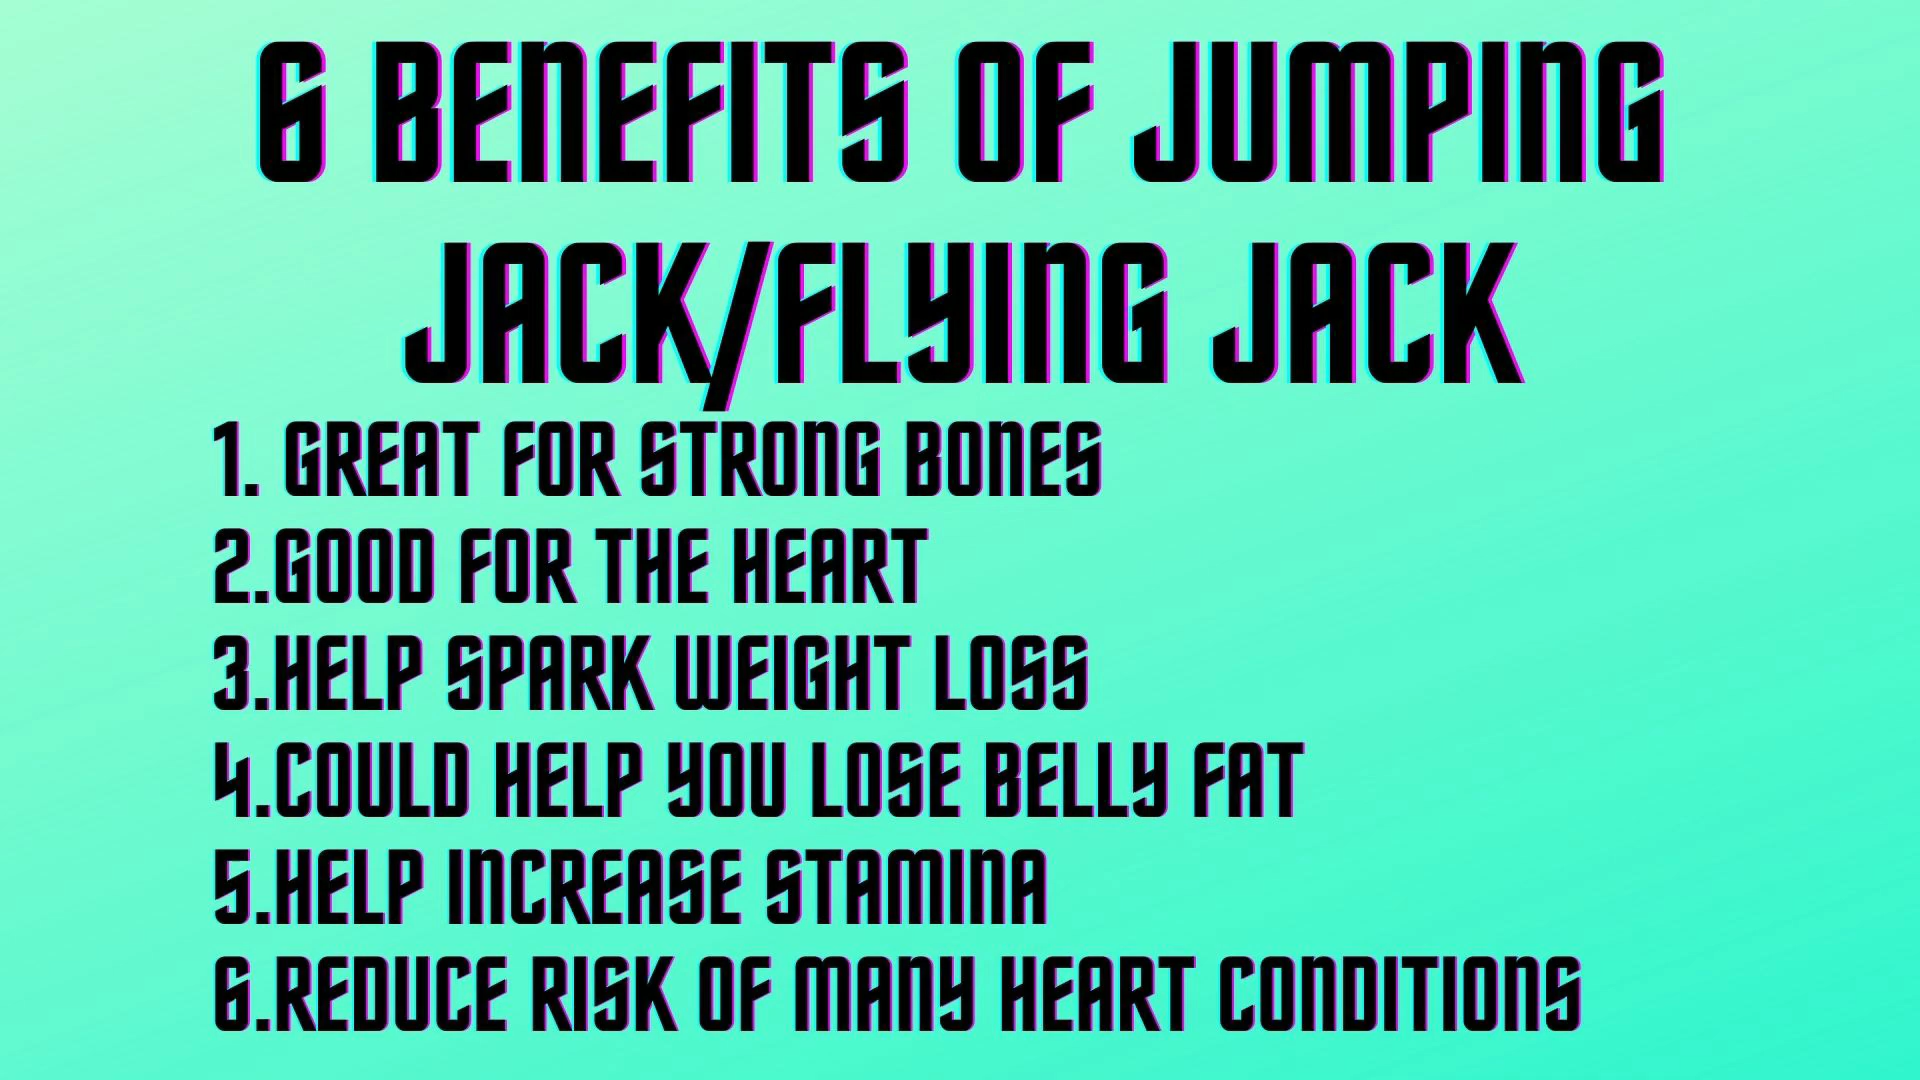 6 BENEFITS OF JUMPING
JACK/FLYING JACK
1. GREAT FOR STRONG BONES
2.GOOD FOR THE HEART
3.HELP SPARK WEIGHT LOSS
4.COULD HELP YOU LOSE BELLY FAT
5.HELP INCREASE STAMINA
6.REDUCE RISK OF MANY HEART CONDITIONS